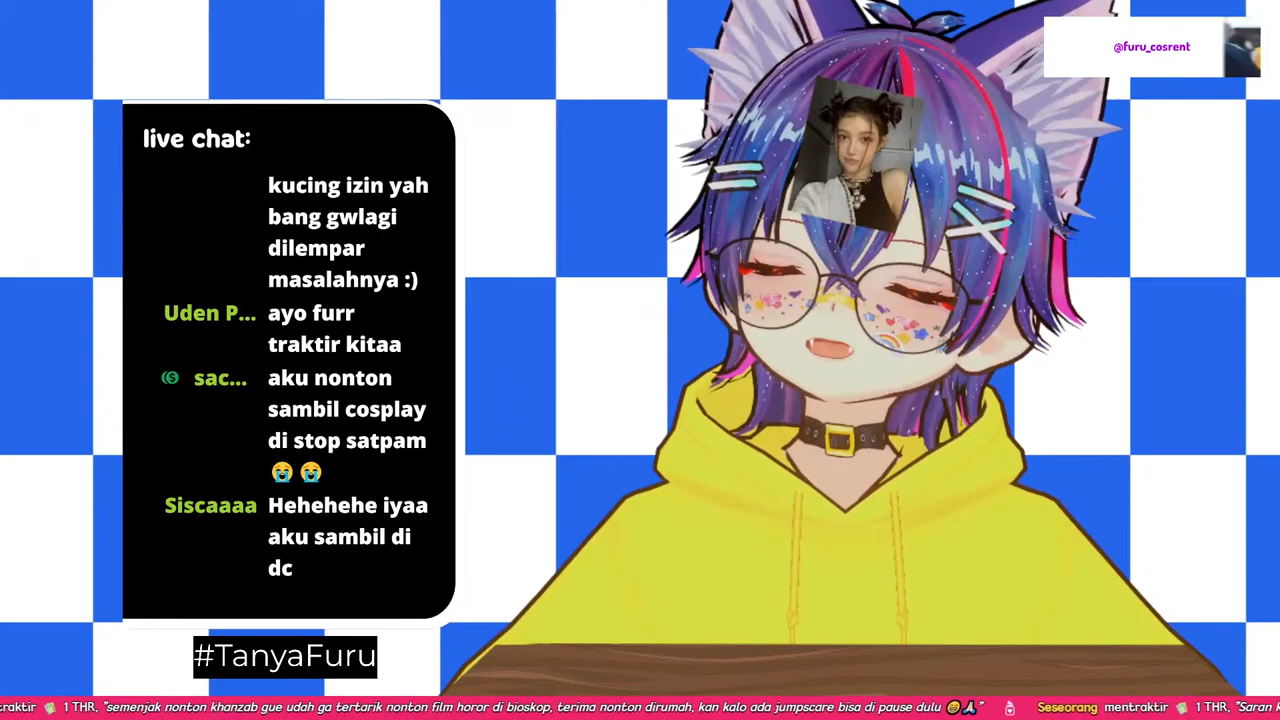 @furu_cosrent
live chat:
kucing izin yah
bang gwlagi
dilempar
masalahnya :)
Uden P... ayo furr
traktir kitaa
sac... aku nonton
sambil cosplay
di stop satpam
😭 😭
Siscaaaa Hehehehe iyaa
aku sambil di
dc
#TanyaFuru
traktir 1 THR, "semenjak nonton khanzab gue udah ga tertarik nonton film horor di bioskop, terima nonton dirumah, kan kalo ada jumpscare bisa di pause dulu 😅🙏" Seseorang mentraktir 1 THR, "Saran k